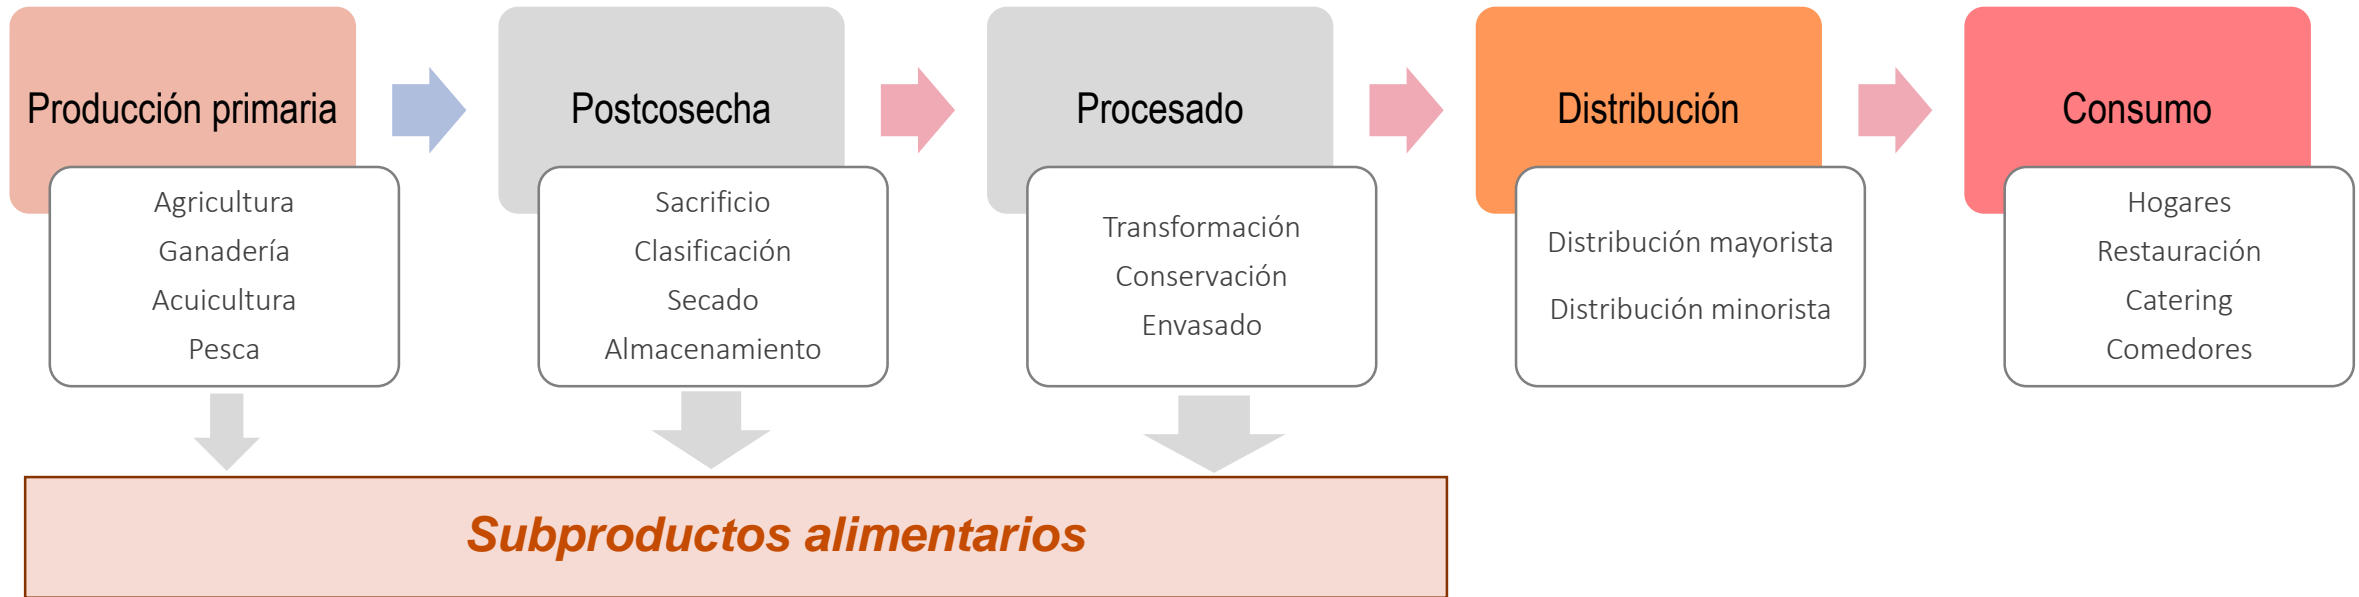 Producción primaria
Agricultura
Ganadería
Acuicultura
Pesca
Postcosecha
Sacrificio
Clasificación
Secado
Almacenamiento
Procesado
Transformación
Conservación
Envasado
Distribución
Distribución mayorista
Distribución minorista
Consumo
Hogares
Restauración
Catering
Comedores
Subproductos alimentarios